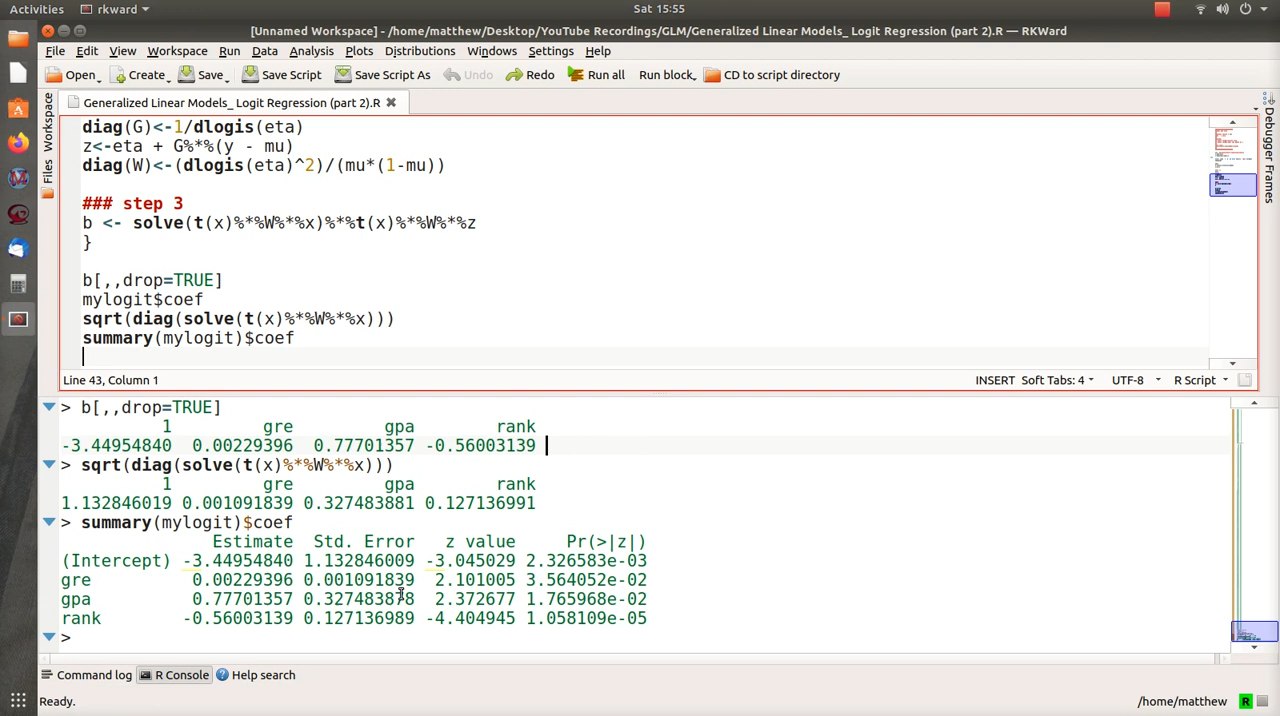 Activities rkward Sat 15:55
[Unnamed Workspace] - /home/matthew/Desktop/YouTube Recordings/GLM/Generalized Linear Models_ Logit Regression (part 2).R — RKWard
File Edit View Workspace Run Data Analysis Plots Distributions Windows Settings Help
Open Create Save Save Script Save Script As Undo Redo Run all Run block CD to script directory
Generalized Linear Models_ Logit Regression (part 2).R
Workspace
Files
Debugger Frames
diag(G)<-1/dlogis(eta)
z<-eta + G%*%(y - mu)
diag(W)<-(dlogis(eta)^2)/(mu*(1-mu))
### step 3
b <- solve(t(x)%*%W%*%x)%*%t(x)%*%W%*%z
}
b[,,drop=TRUE]
mylogit$coef
sqrt(diag(solve(t(x)%*%W%*%x)))
summary(mylogit)$coef
Line 43, Column 1 INSERT Soft Tabs: 4 UTF-8 R Script
> b[,,drop=TRUE]
1 gre gpa rank
-3.44954840 0.00229396 0.77701357 -0.56003139
> sqrt(diag(solve(t(x)%*%W%*%x)))
1 gre gpa rank
1.132846019 0.001091839 0.327483881 0.127136991
> summary(mylogit)$coef
Estimate Std. Error z value Pr(>|z|)
(Intercept) -3.44954840 1.132846009 -3.045029 2.326583e-03
gre 0.00229396 0.001091839 2.101005 3.564052e-02
gpa 0.77701357 0.327483878 2.372677 1.765968e-02
rank -0.56003139 0.127136989 -4.404945 1.058109e-05
>
Command log R Console Help search
Ready. /home/matthew R